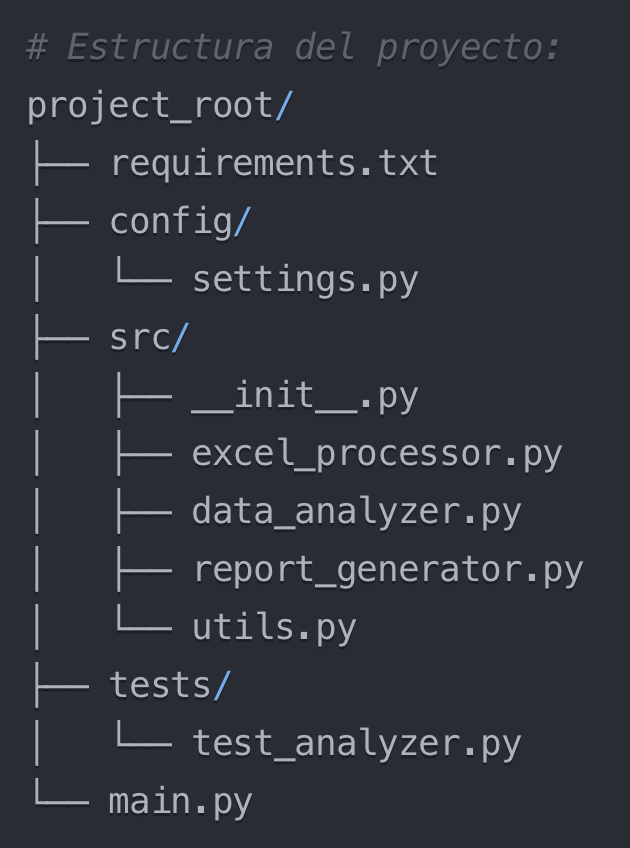 # Estructura del proyecto:
project_root/
├── requirements.txt
├── config/
│   └── settings.py
├── src/
│   ├── __init__.py
│   ├── excel_processor.py
│   ├── data_analyzer.py
│   ├── report_generator.py
│   └── utils.py
├── tests/
│   └── test_analyzer.py
└── main.py